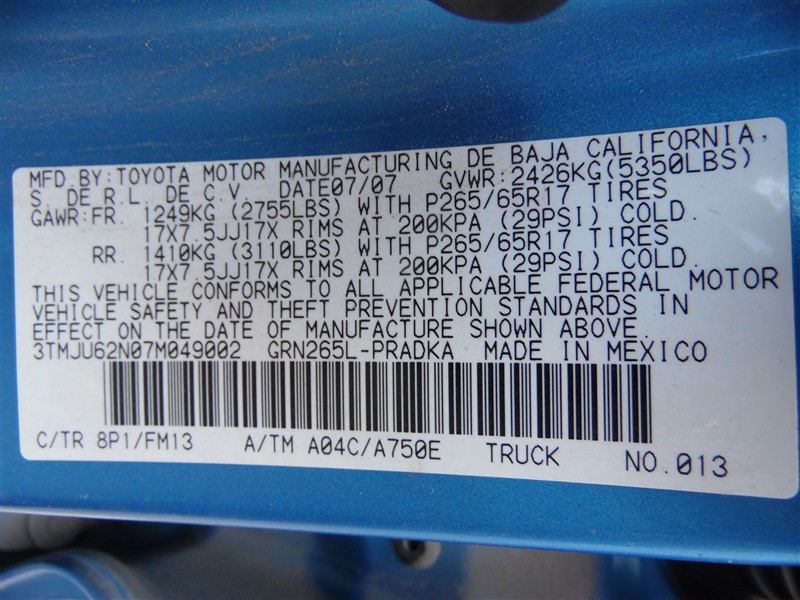 MFD.BY:TOYOTA MOTOR MANUFACTURING DE BAJA CALIFORNIA,
S. DE R.L. DE C.V. DATE07/07 GVWR:2426KG(5350LBS)
GAWR:FR. 1249KG (2755LBS) WITH P265/65R17 TIRES
17X7.5JJ17X RIMS AT 200KPA (29PSI) COLD.
RR. 1410KG (3110LBS) WITH P265/65R17 TIRES
17X7.5JJ17X RIMS AT 200KPA (29PSI) COLD.
THIS VEHICLE CONFORMS TO ALL APPLICABLE FEDERAL MOTOR
VEHICLE SAFETY AND THEFT PREVENTION STANDARDS IN
EFFECT ON THE DATE OF MANUFACTURE SHOWN ABOVE.
3TMJU62N07M049002 GRN265L-PRADKA MADE IN MEXICO
C/TR 8P1/FM13 A/TM A04C/A750E TRUCK NO.013